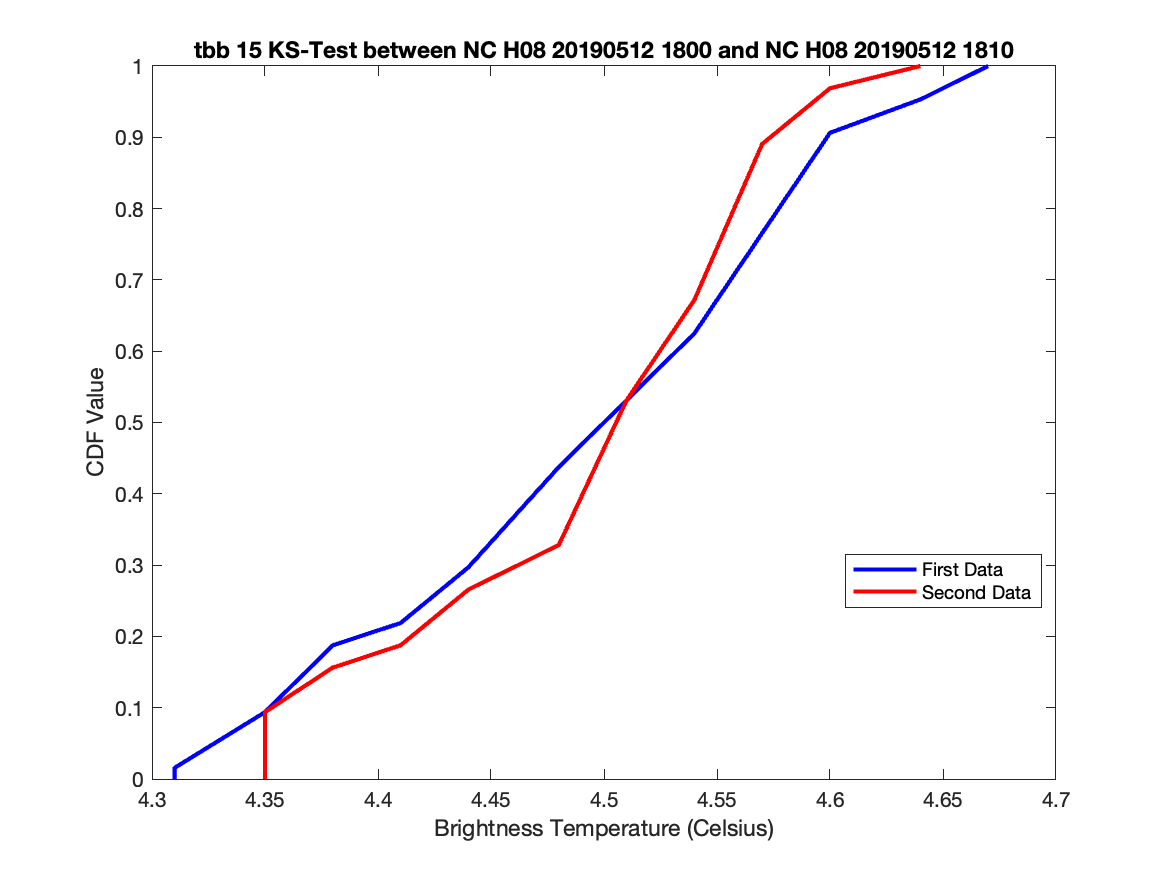 tbb 15 KS-Test between NC H08 20190512 1800 and NC H08 20190512 1810
1
0.9
0.8
0.7
0.6
0.5
0.4
0.3
0.2
0.1
0
CDF Value
First Data
Second Data
4.3 4.35 4.4 4.45 4.5 4.55 4.6 4.65 4.7
Brightness Temperature (Celsius)